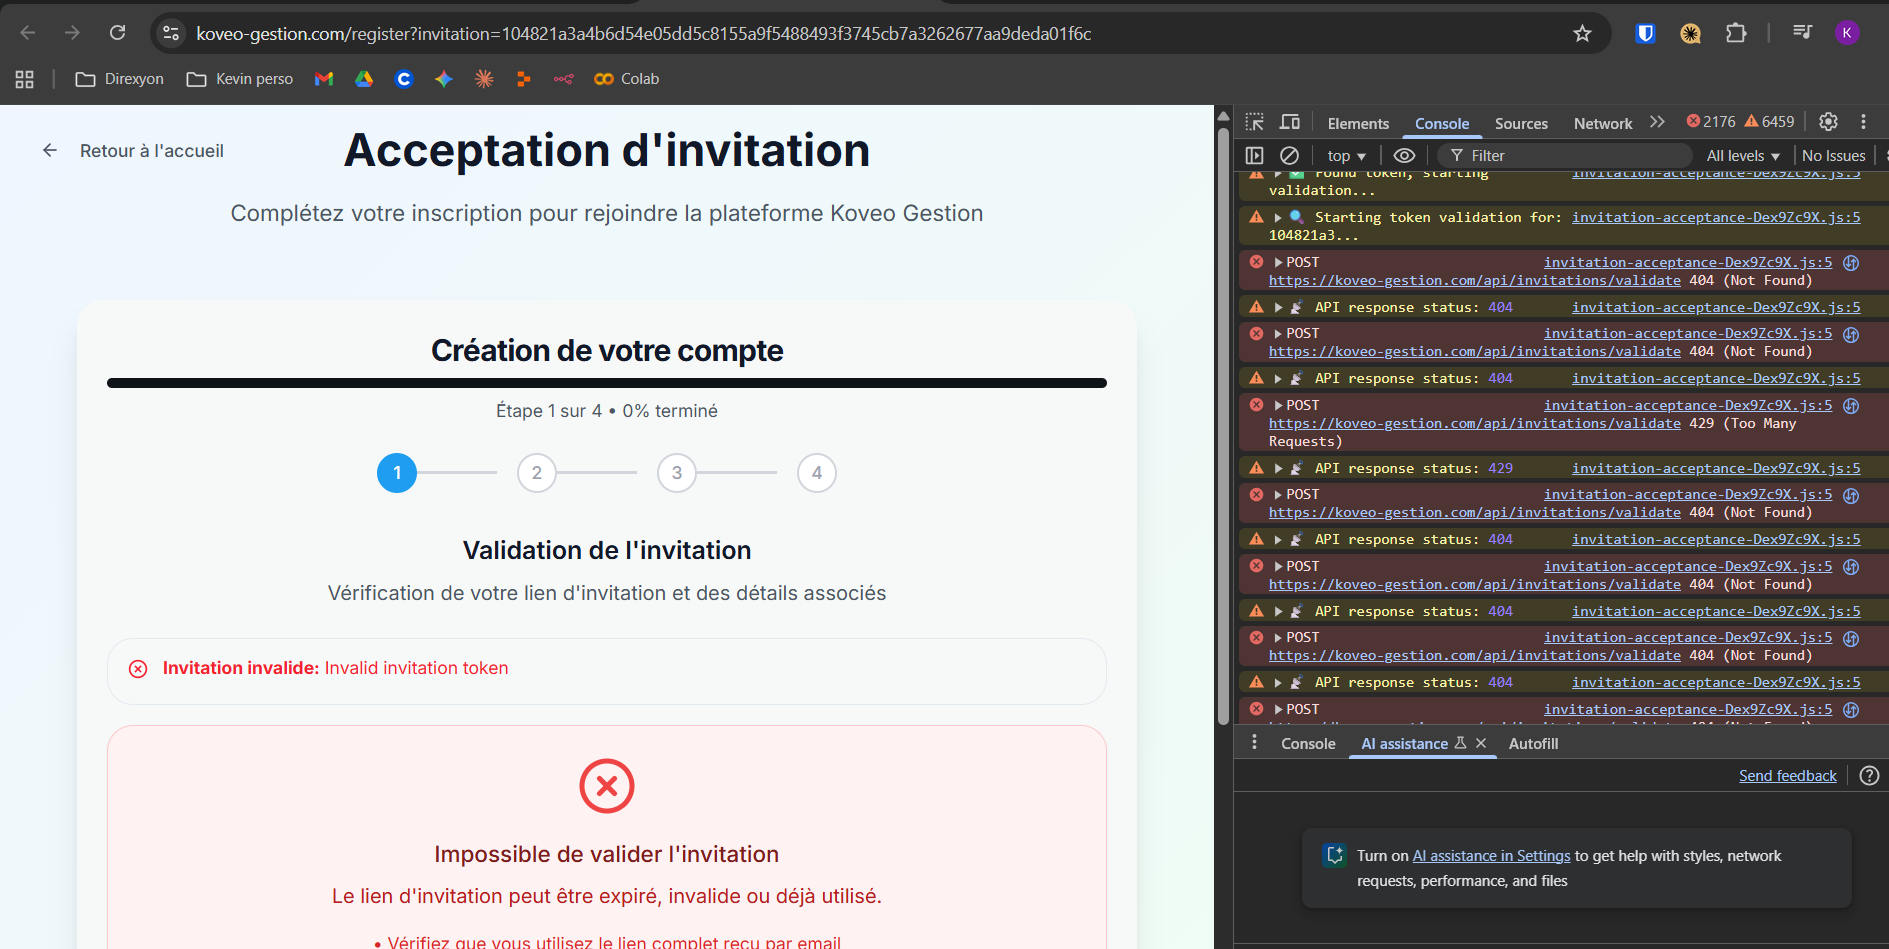 koveo-gestion.com/register?invitation=104821a3a4b6d54e05dd5c8155a9f5488493f3745cb7a3262677aa9deda01f6c
K
Direxyon
Kevin perso
Colab
Retour à l'accueil
Acceptation d'invitation
Complétez votre inscription pour rejoindre la plateforme Koveo Gestion
Création de votre compte
Étape 1 sur 4 • 0% terminé
1
2
3
4
Validation de l'invitation
Vérification de votre lien d'invitation et des détails associés
Invitation invalide: Invalid invitation token
Impossible de valider l'invitation
Le lien d'invitation peut être expiré, invalide ou déjà utilisé.
• Vérifiez que vous utilisez le lien complet reçu par email
Elements Console Sources Network 2176 6459
top Filter All levels No Issues
Found token, starting invitation-acceptance-Dex9Zc9X.js:5
validation...
Starting token validation for: invitation-acceptance-Dex9Zc9X.js:5
104821a3...
POST invitation-acceptance-Dex9Zc9X.js:5
https://koveo-gestion.com/api/invitations/validate 404 (Not Found)
API response status: 404 invitation-acceptance-Dex9Zc9X.js:5
POST invitation-acceptance-Dex9Zc9X.js:5
https://koveo-gestion.com/api/invitations/validate 404 (Not Found)
API response status: 404 invitation-acceptance-Dex9Zc9X.js:5
POST invitation-acceptance-Dex9Zc9X.js:5
https://koveo-gestion.com/api/invitations/validate 429 (Too Many
Requests)
API response status: 429 invitation-acceptance-Dex9Zc9X.js:5
POST invitation-acceptance-Dex9Zc9X.js:5
https://koveo-gestion.com/api/invitations/validate 404 (Not Found)
API response status: 404 invitation-acceptance-Dex9Zc9X.js:5
POST invitation-acceptance-Dex9Zc9X.js:5
https://koveo-gestion.com/api/invitations/validate 404 (Not Found)
API response status: 404 invitation-acceptance-Dex9Zc9X.js:5
POST invitation-acceptance-Dex9Zc9X.js:5
https://koveo-gestion.com/api/invitations/validate 404 (Not Found)
API response status: 404 invitation-acceptance-Dex9Zc9X.js:5
POST invitation-acceptance-Dex9Zc9X.js:5
Console AI assistance Autofill
Send feedback
Turn on AI assistance in Settings to get help with styles, network
requests, performance, and files